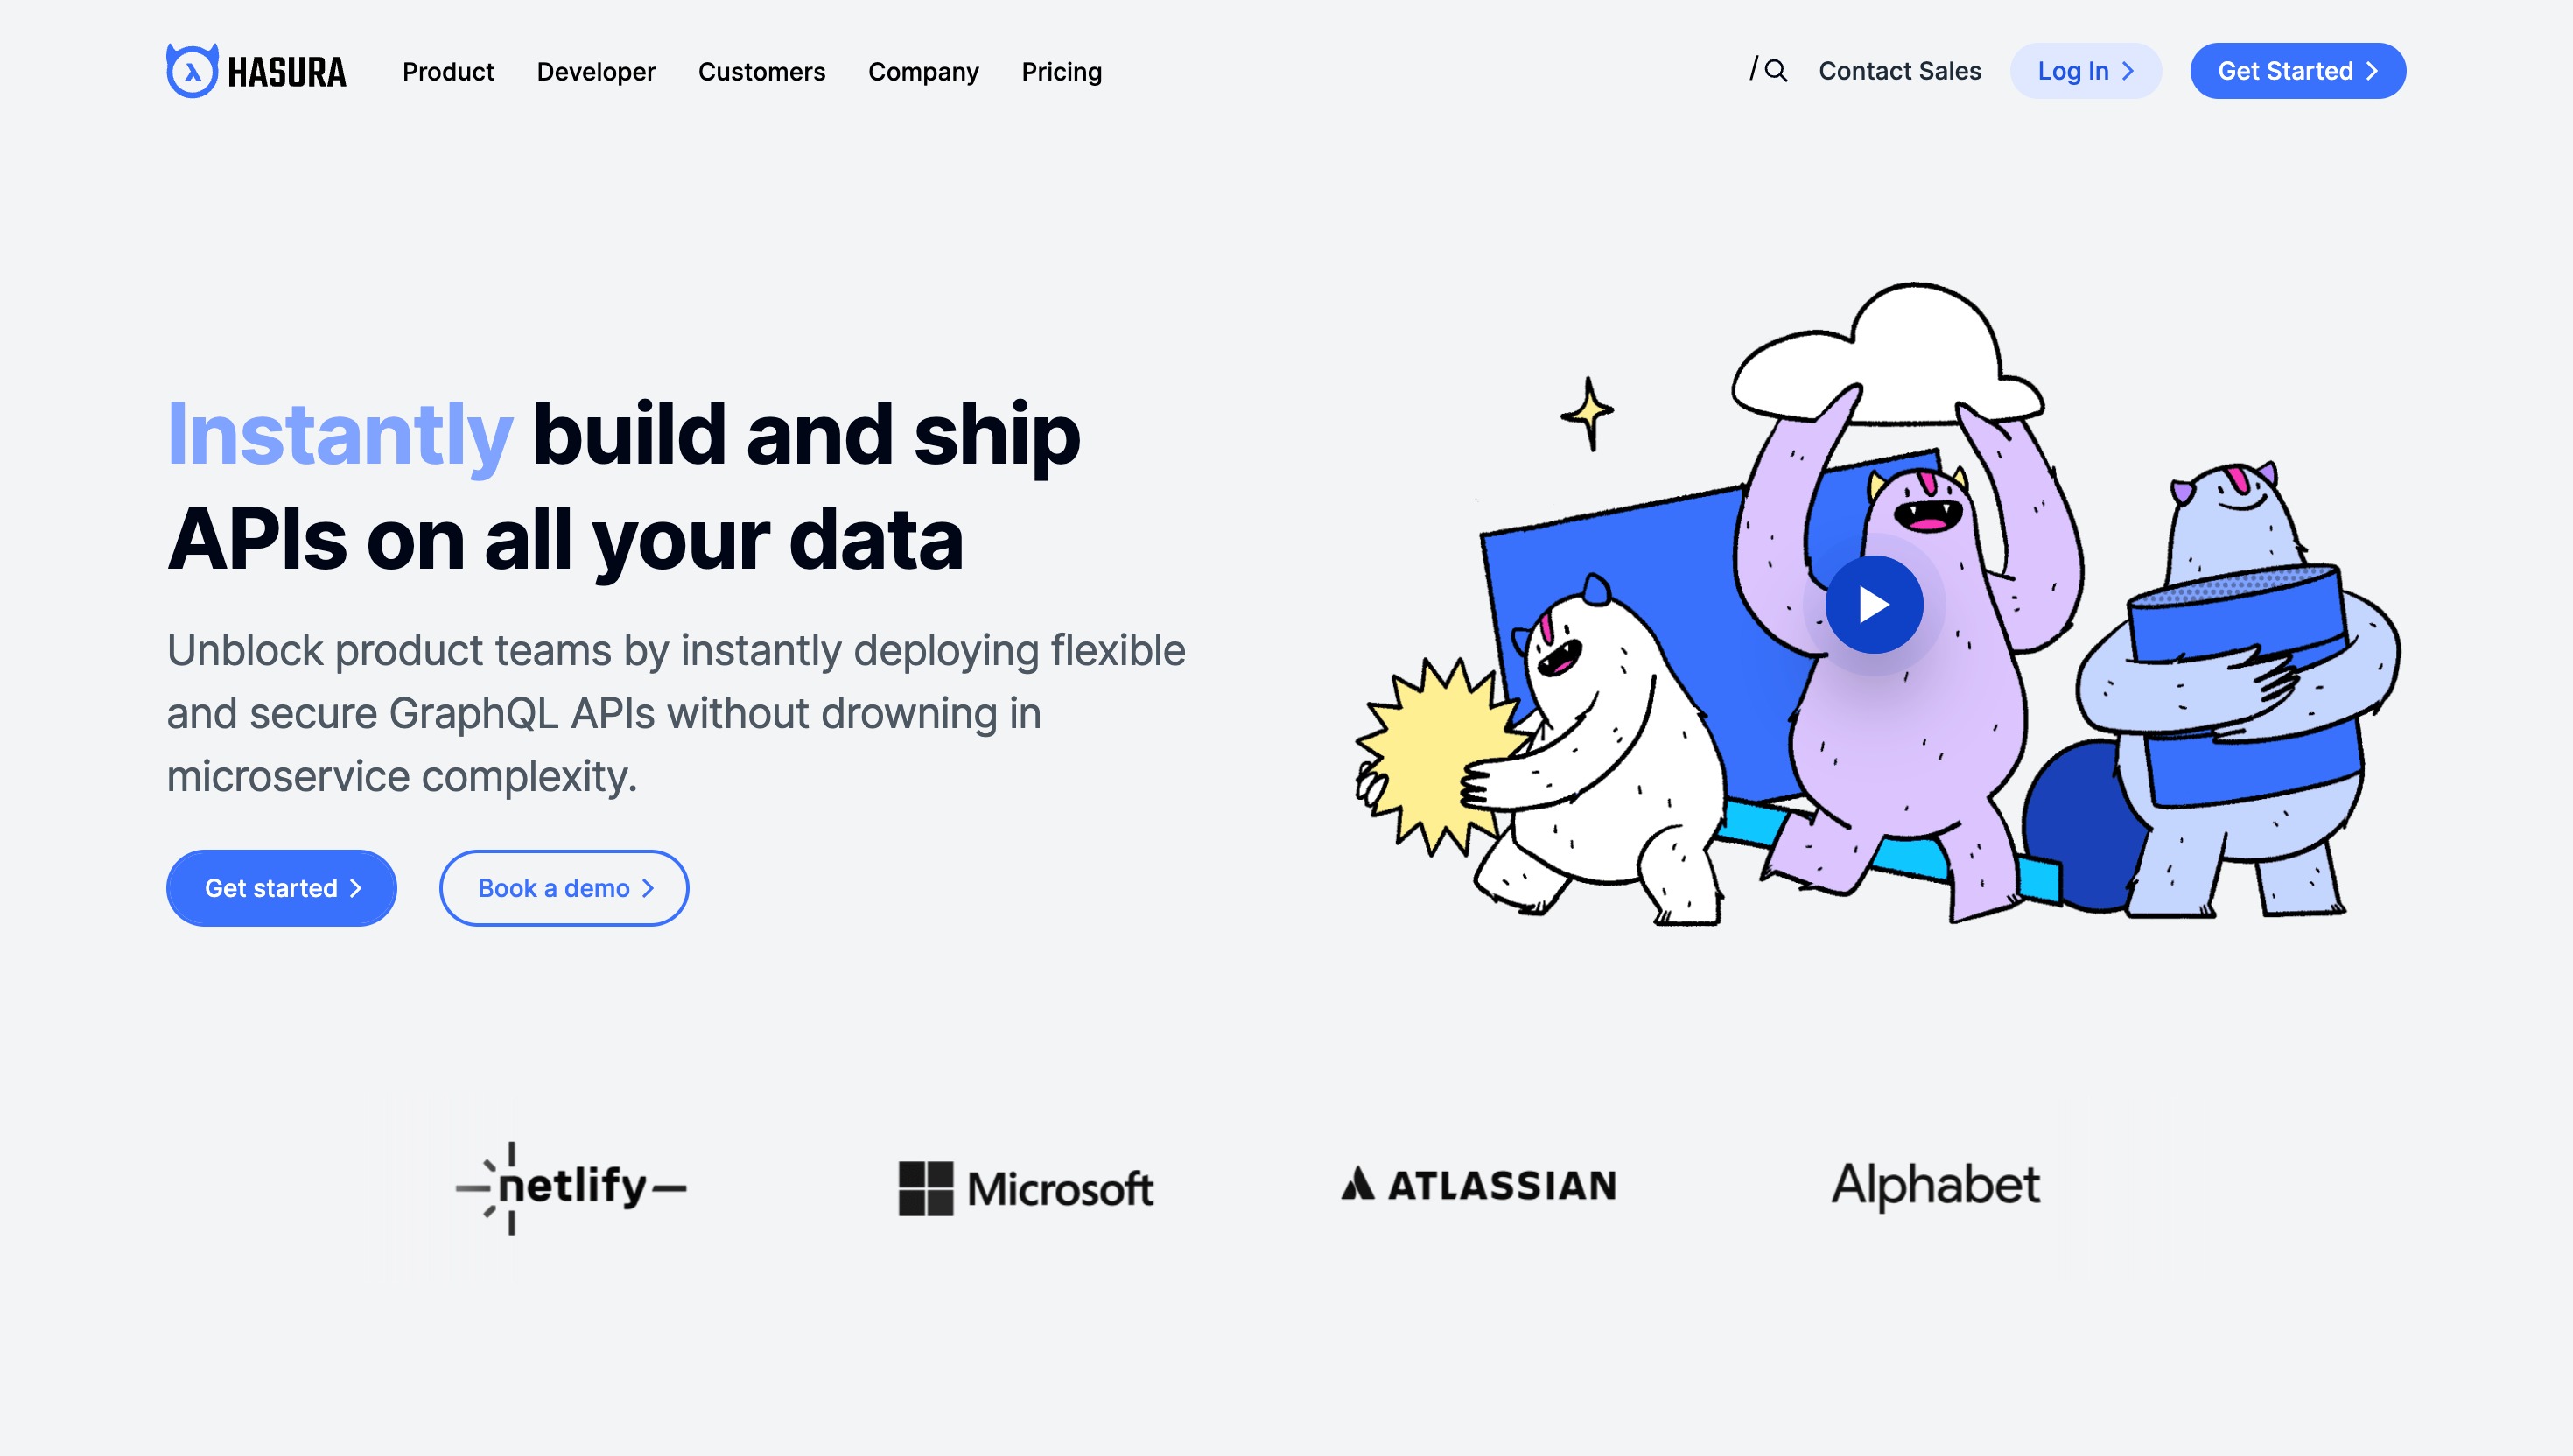 HASURA
Product Developer Customers Company Pricing
/ Contact Sales Log In Get Started
Instantly build and ship
APIs on all your data
Unblock product teams by instantly deploying flexible
and secure GraphQL APIs without drowning in
microservice complexity.
Get started Book a demo
netlify Microsoft ATLASSIAN Alphabet